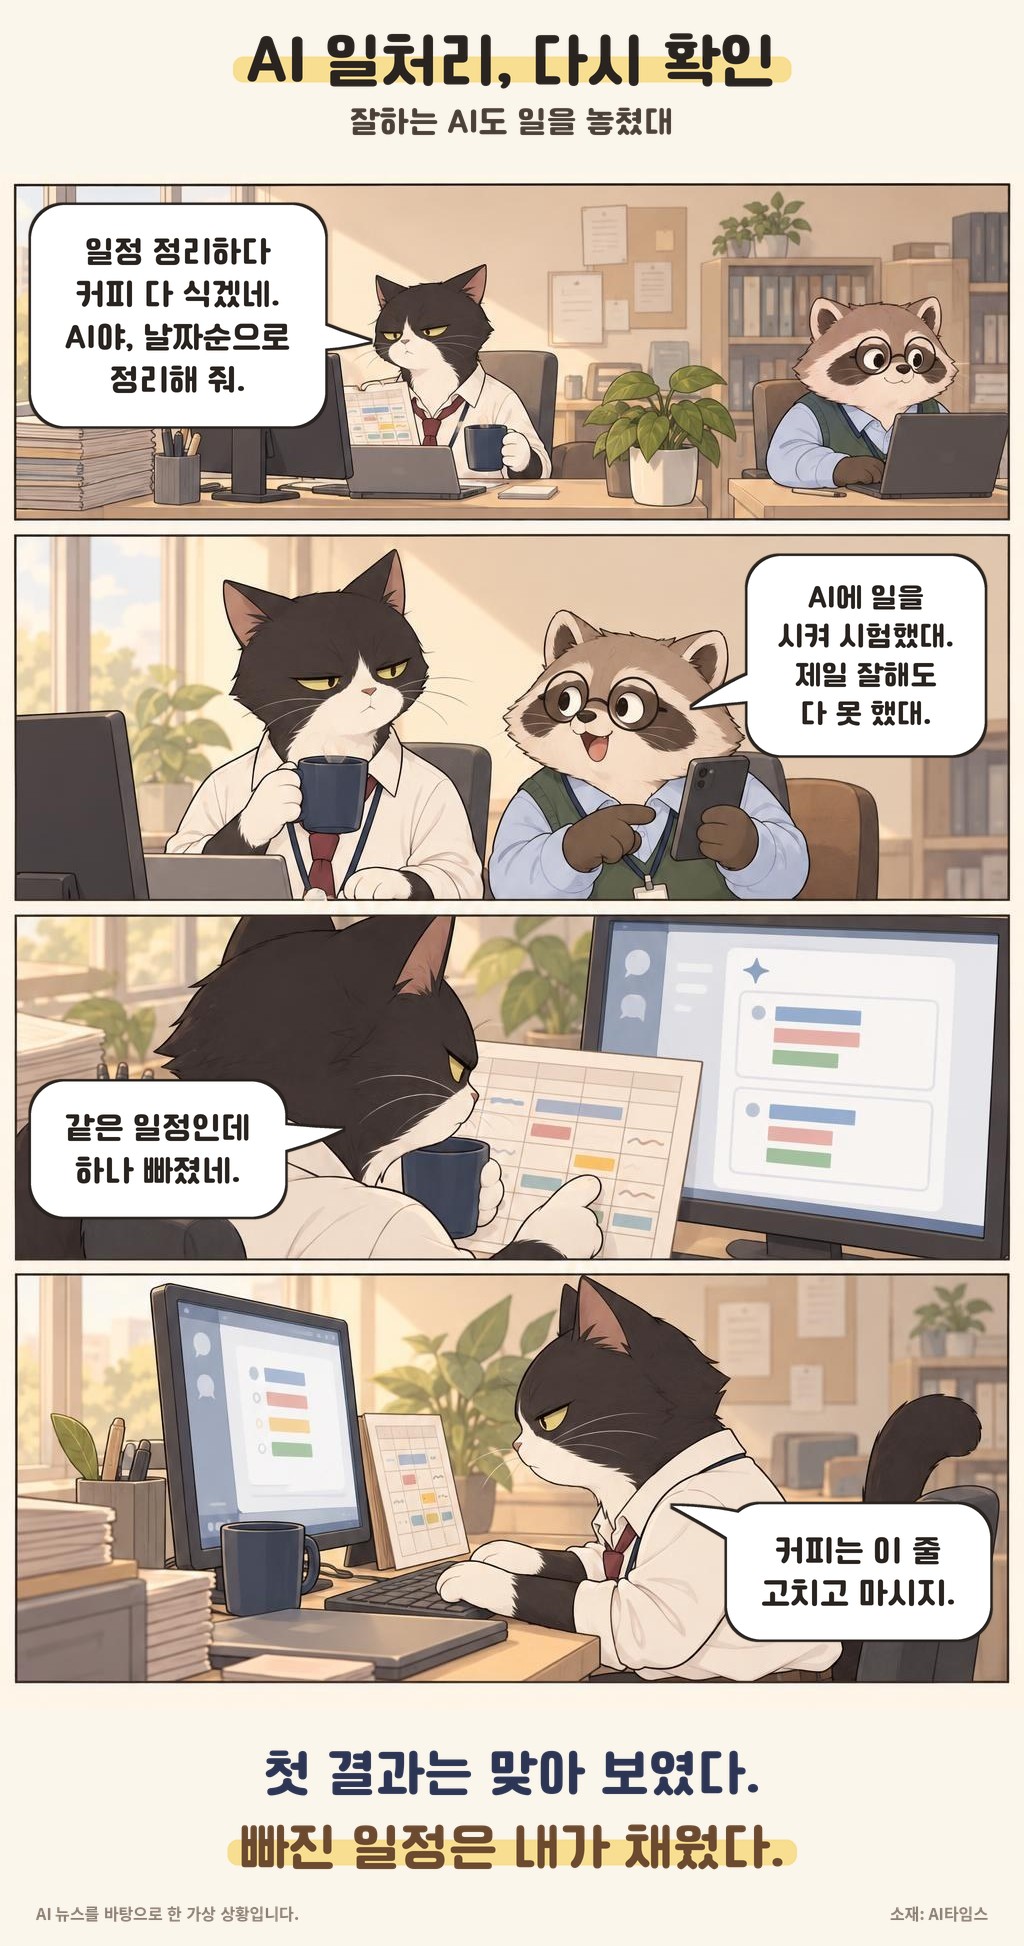 AI 일처리, 다시 확인
잘하는 AI도 일을 놓쳤대
일정 정리하다
커피 다 식겠네.
AI야, 날짜순으로
정리해 줘.
AI에 일을
시켜 시험했대.
제일 잘해도
다 못 했대.
같은 일정인데
하나 빠졌네.
커피는 이 줄
고치고 마시지.
첫 결과는 맞아 보였다.
빠진 일정은 내가 채웠다.
AI 뉴스를 바탕으로 한 가상 상황입니다.
소재: AI타임스